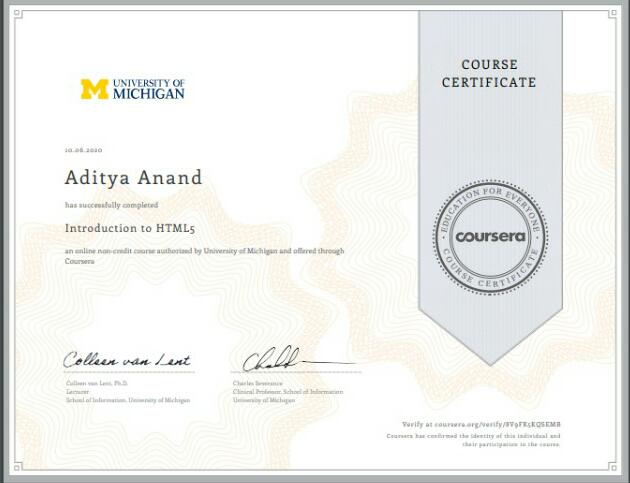 UNIVERSITY OF
MICHIGAN
COURSE
CERTIFICATE
10.06.2020
Aditya Anand
has successfully completed
Introduction to HTML5
an online non-credit course authorized by University of Michigan and offered through
Coursera
EDUCATION FOR EVERYONE
coursera
COURSE CERTIFICATE
Colleen van Lent
Colleen van Lent, Ph.D.
Lecturer
School of Information, University of Michigan
Charles Severance
Clinical Professor, School of Information
University of Michigan
Verify at coursera.org/verify/8V9FK5KQSEMB
Coursera has confirmed the identity of this individual and
their participation in the course.